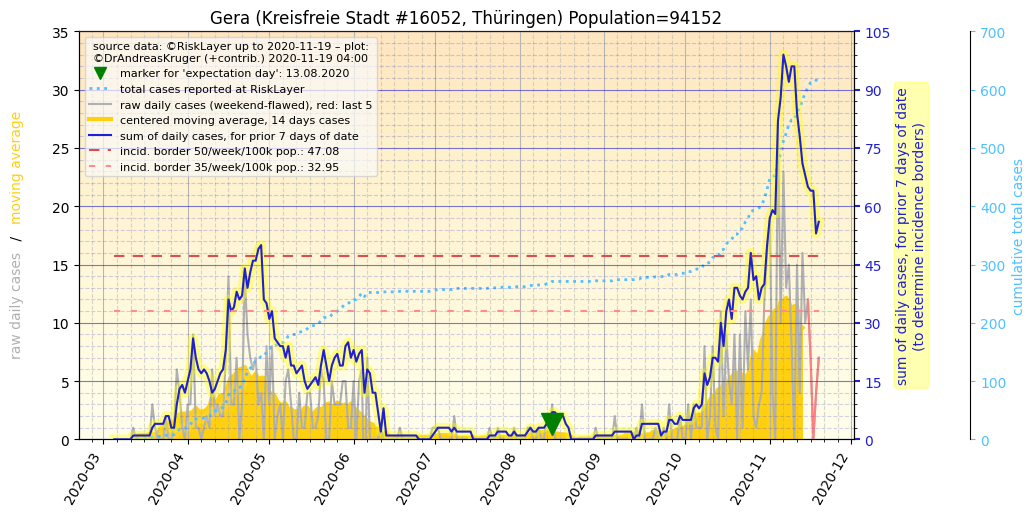 Gera (Kreisfreie Stadt #16052, Thüringen) Population=94152
source data: ©RiskLayer up to 2020-11-19 – plot:
©DrAndreasKruger (+contrib.) 2020-11-19 04:00
marker for 'expectation day': 13.08.2020
total cases reported at RiskLayer
raw daily cases (weekend-flawed), red: last 5
centered moving average, 14 days cases
sum of daily cases, for prior 7 days of date
incid. border 50/week/100k pop.: 47.08
incid. border 35/week/100k pop.: 32.95
raw daily cases / moving average
35
30
25
20
15
10
5
0
2020-03
2020-04
2020-05
2020-06
2020-07
2020-08
2020-09
2020-10
2020-11
2020-12
105
90
75
60
45
30
15
0
sum of daily cases, for prior 7 days of date
(to determine incidence borders)
700
600
500
400
300
200
100
0
cumulative total cases